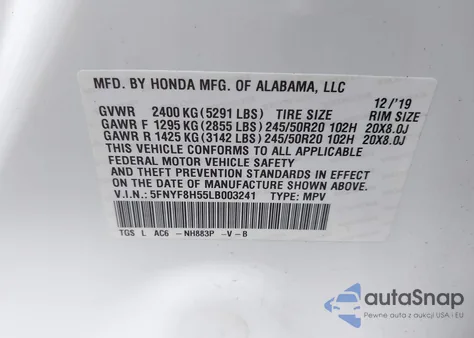 MFD. BY HONDA MFG. OF ALABAMA, LLC
12/'19
GVWR 2400 KG (5291 LBS) TIRE SIZE RIM SIZE
GAWR F 1295 KG (2855 LBS) 245/50R20 102H 20X8.0J
GAWR R 1425 KG (3142 LBS) 245/50R20 102H 20X8.0J
THIS VEHICLE CONFORMS TO ALL APPLICABLE
FEDERAL MOTOR VEHICLE SAFETY
AND THEFT PREVENTION STANDARDS IN EFFECT ON THE
DATE OF MANUFACTURE SHOWN ABOVE.
V.I.N.: 5FNYF8H55LB003241 TYPE: MPV
TGS L AC6 -NH883P -V-B
autoSnap
Pewne auta z aukcji USA i EU